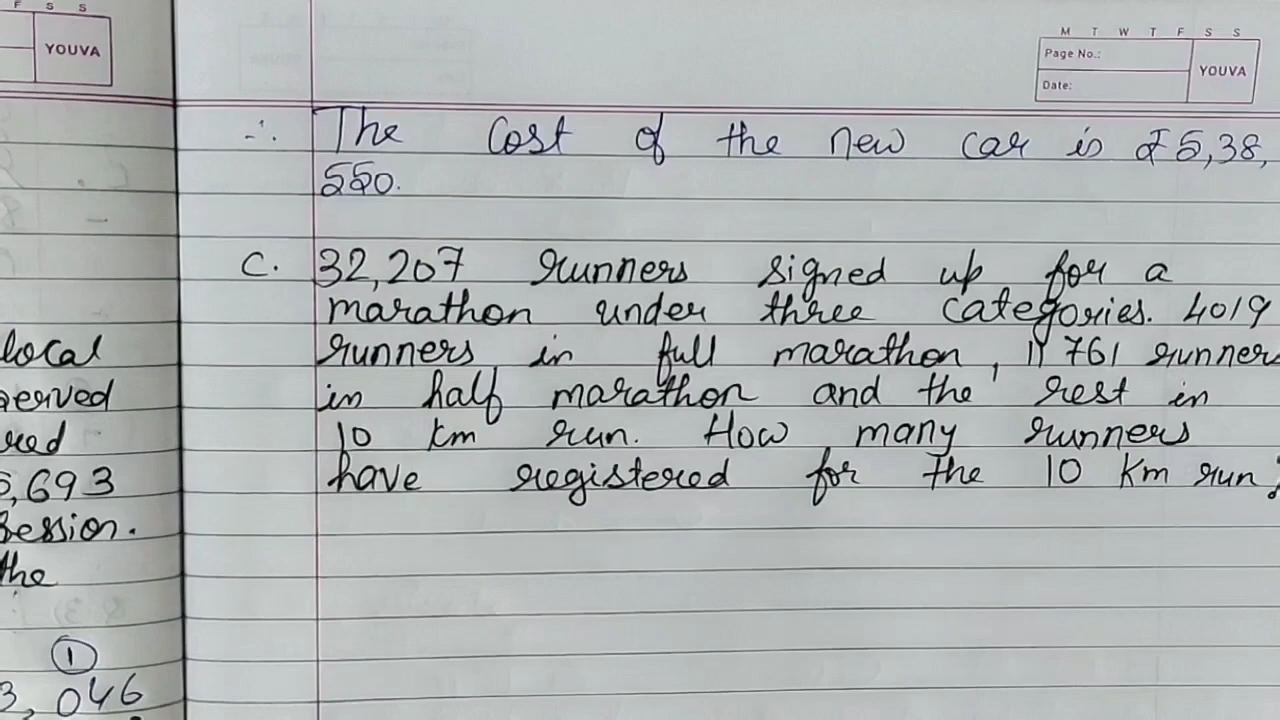 F S S
YOUVA
local
served
red
5,693
session.
the
①
3,046
M T W T F S S
Page No.:
YOUVA
Date:
∴ The cost of the new car is ₹5,38,
550.
C. 32,207 runners signed up for a
marathon under three categories. 4019
runners in full marathon, 11,761 runners
in half marathon and the rest in
10 km run. How many runners
have registered for the 10 Km run?